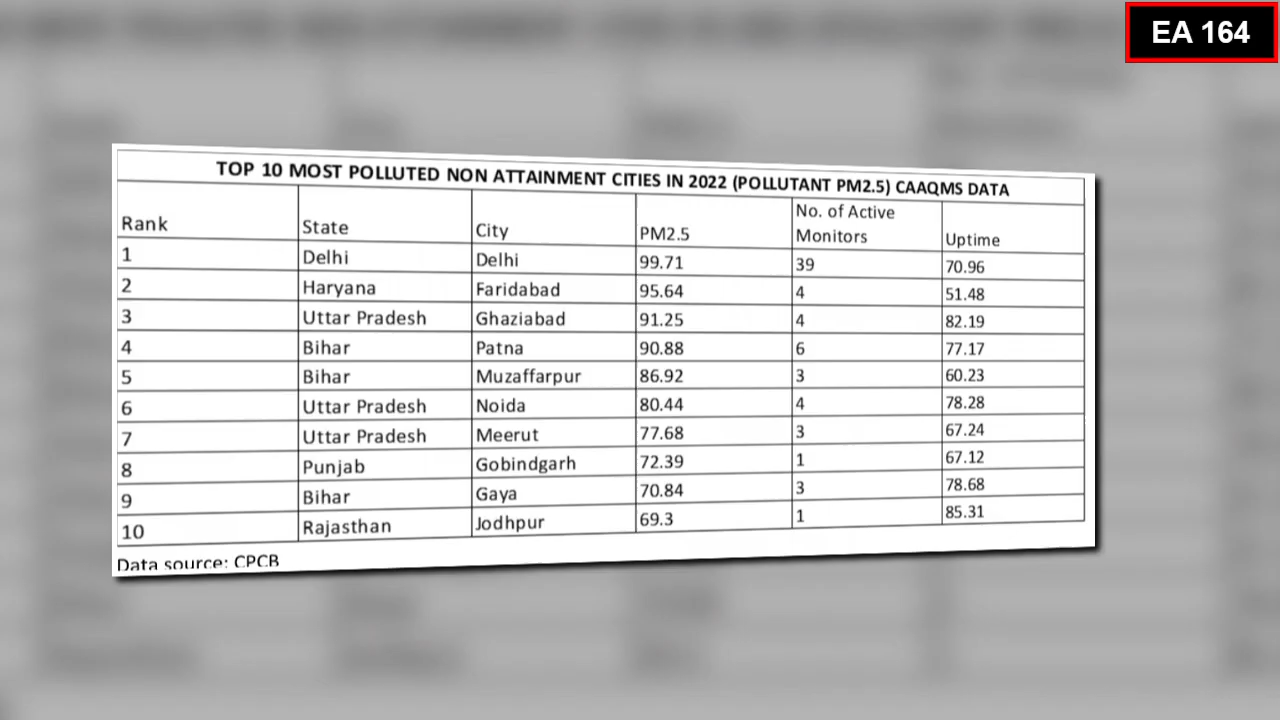 EA 164
TOP 10 MOST POLLUTED NON ATTAINMENT CITIES IN 2022 (POLLUTANT PM2.5) CAAQMS DATA
Rank State City PM2.5 No. of Active Monitors Uptime
1 Delhi Delhi 99.71 39 70.96
2 Haryana Faridabad 95.64 4 51.48
3 Uttar Pradesh Ghaziabad 91.25 4 82.19
4 Bihar Patna 90.88 6 77.17
5 Bihar Muzaffarpur 86.92 3 60.23
6 Uttar Pradesh Noida 80.44 4 78.28
7 Uttar Pradesh Meerut 77.68 3 67.24
8 Punjab Gobindgarh 72.39 1 67.12
9 Bihar Gaya 70.84 3 78.68
10 Rajasthan Jodhpur 69.3 1 85.31
Data source: CPCB